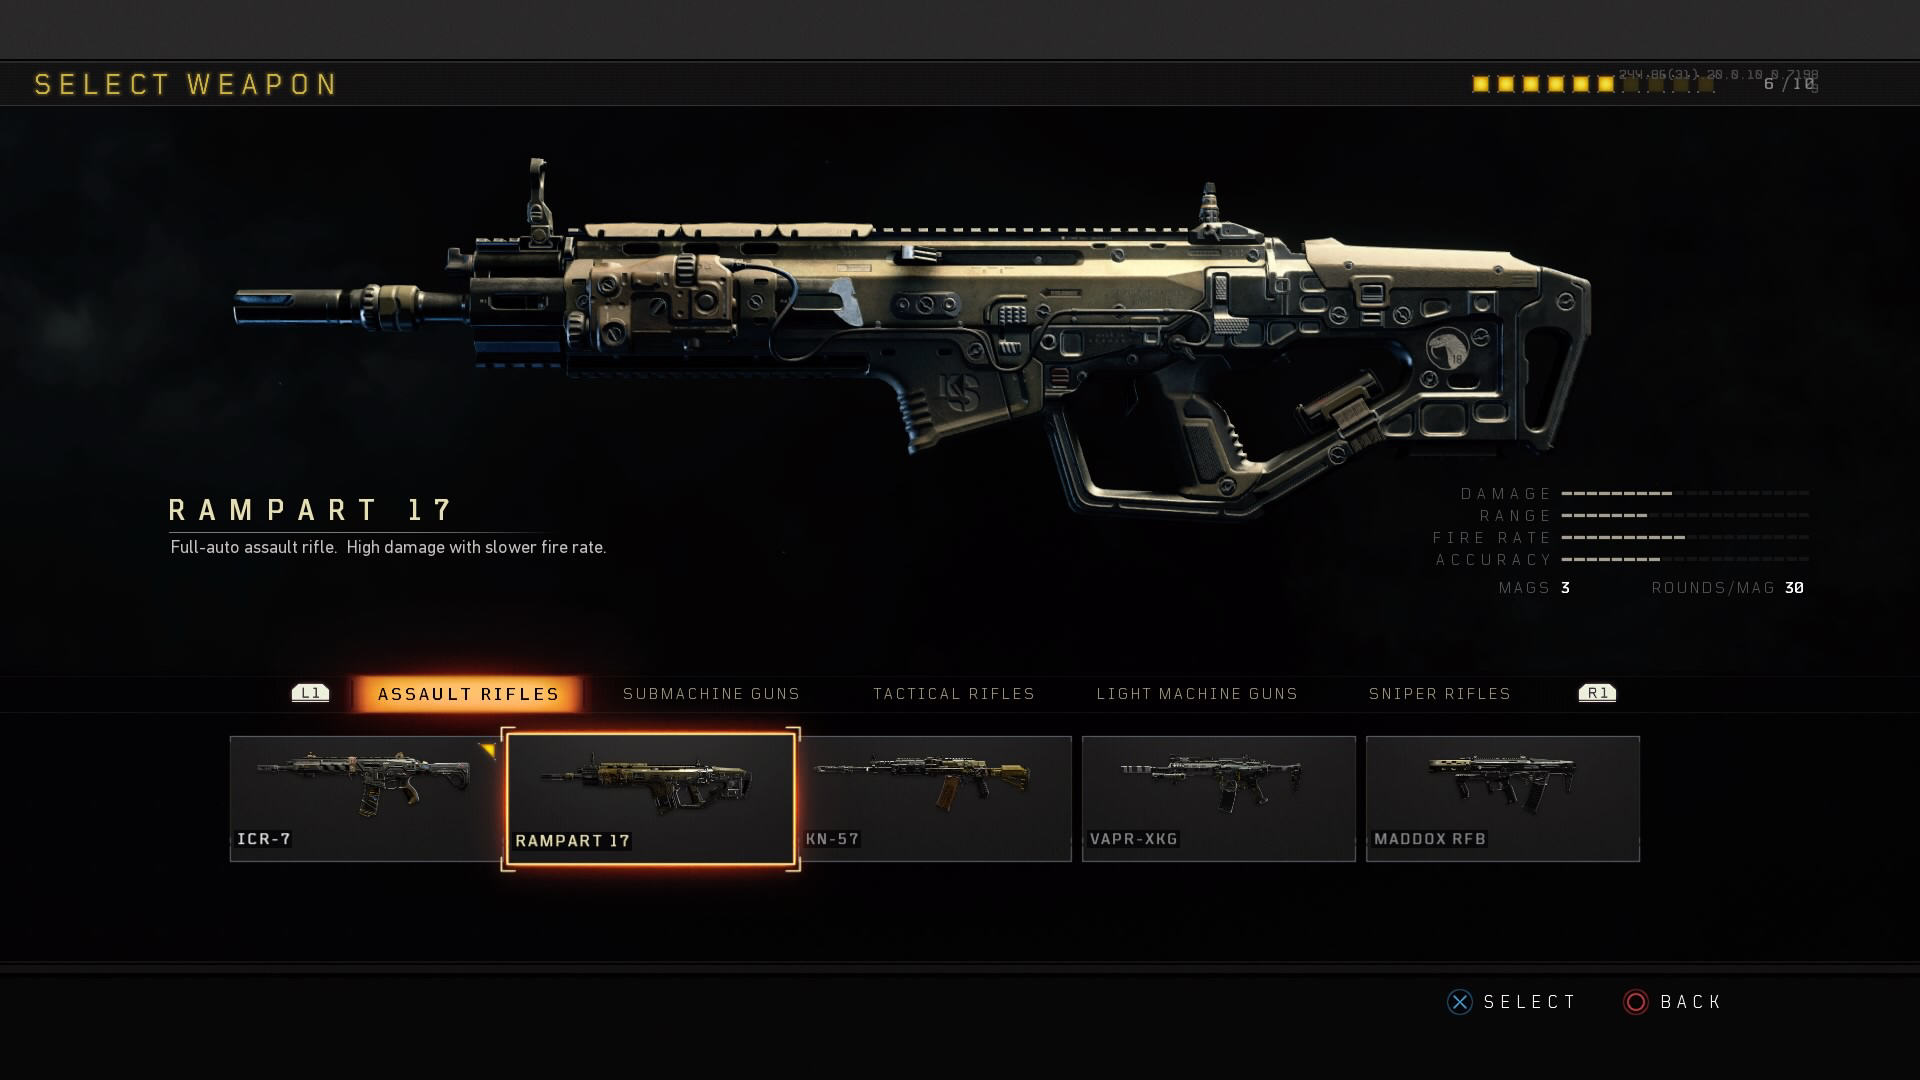 SELECT WEAPON
6 /10
RAMPART 17
Full-auto assault rifle. High damage with slower fire rate.
DAMAGE
RANGE
FIRE RATE
ACCURACY
MAGS 3 ROUNDS/MAG 30
L1 ASSAULT RIFLES SUBMACHINE GUNS TACTICAL RIFLES LIGHT MACHINE GUNS SNIPER RIFLES R1
ICR-7 RAMPART 17 KN-57 VAPR-XKG MADDOX RFB
SELECT BACK
KS
18